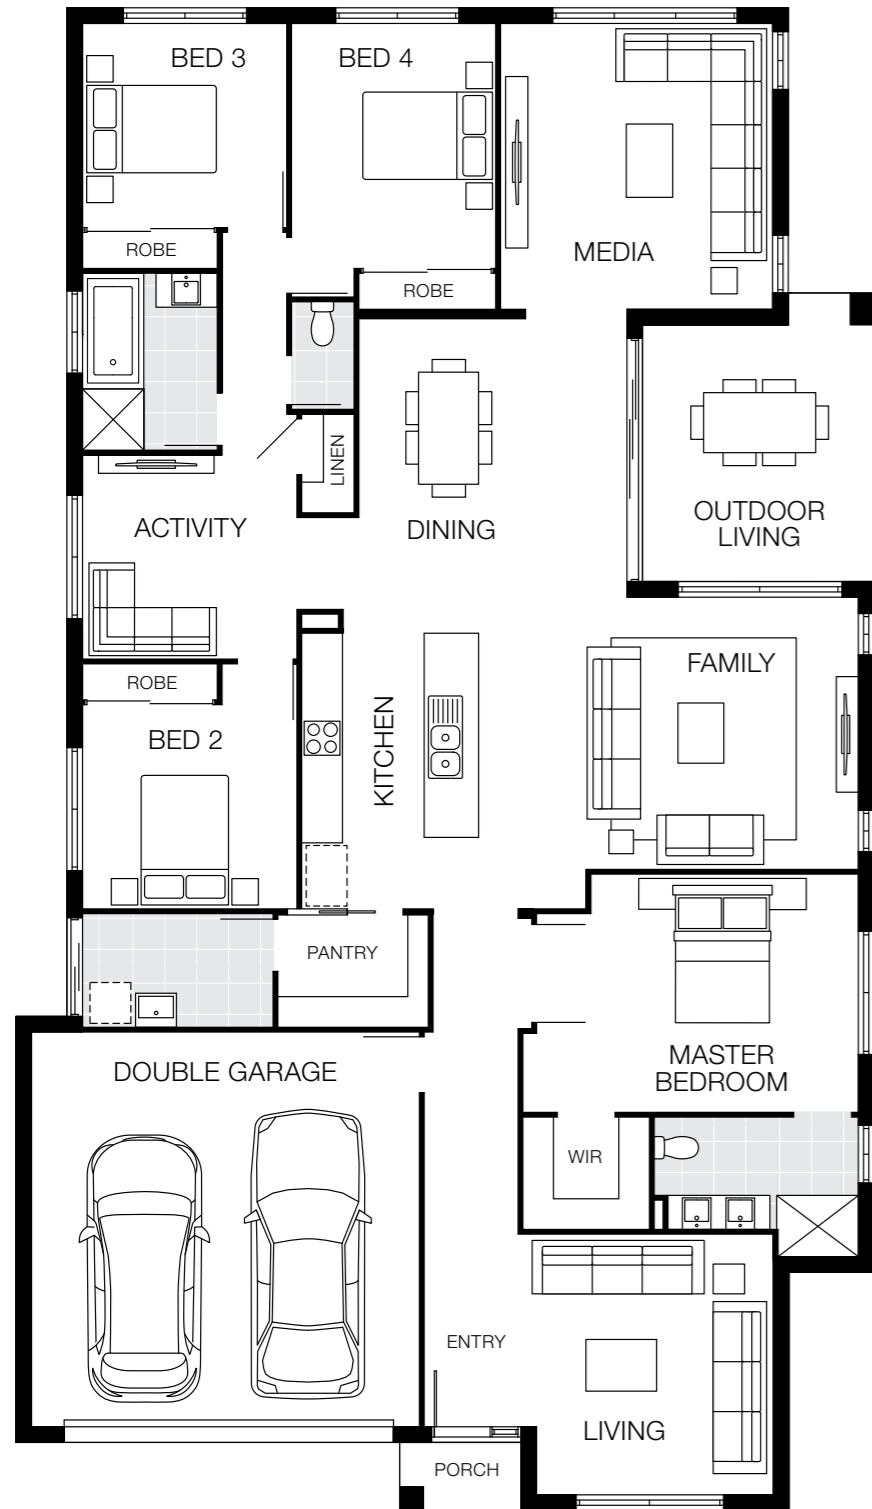 BED 3
BED 4
ROBE
MEDIA
ROBE
LINEN
ACTIVITY
DINING
OUTDOOR
LIVING
ROBE
FAMILY
BED 2
KITCHEN
PANTRY
MASTER
BEDROOM
DOUBLE GARAGE
WIR
ENTRY
LIVING
PORCH